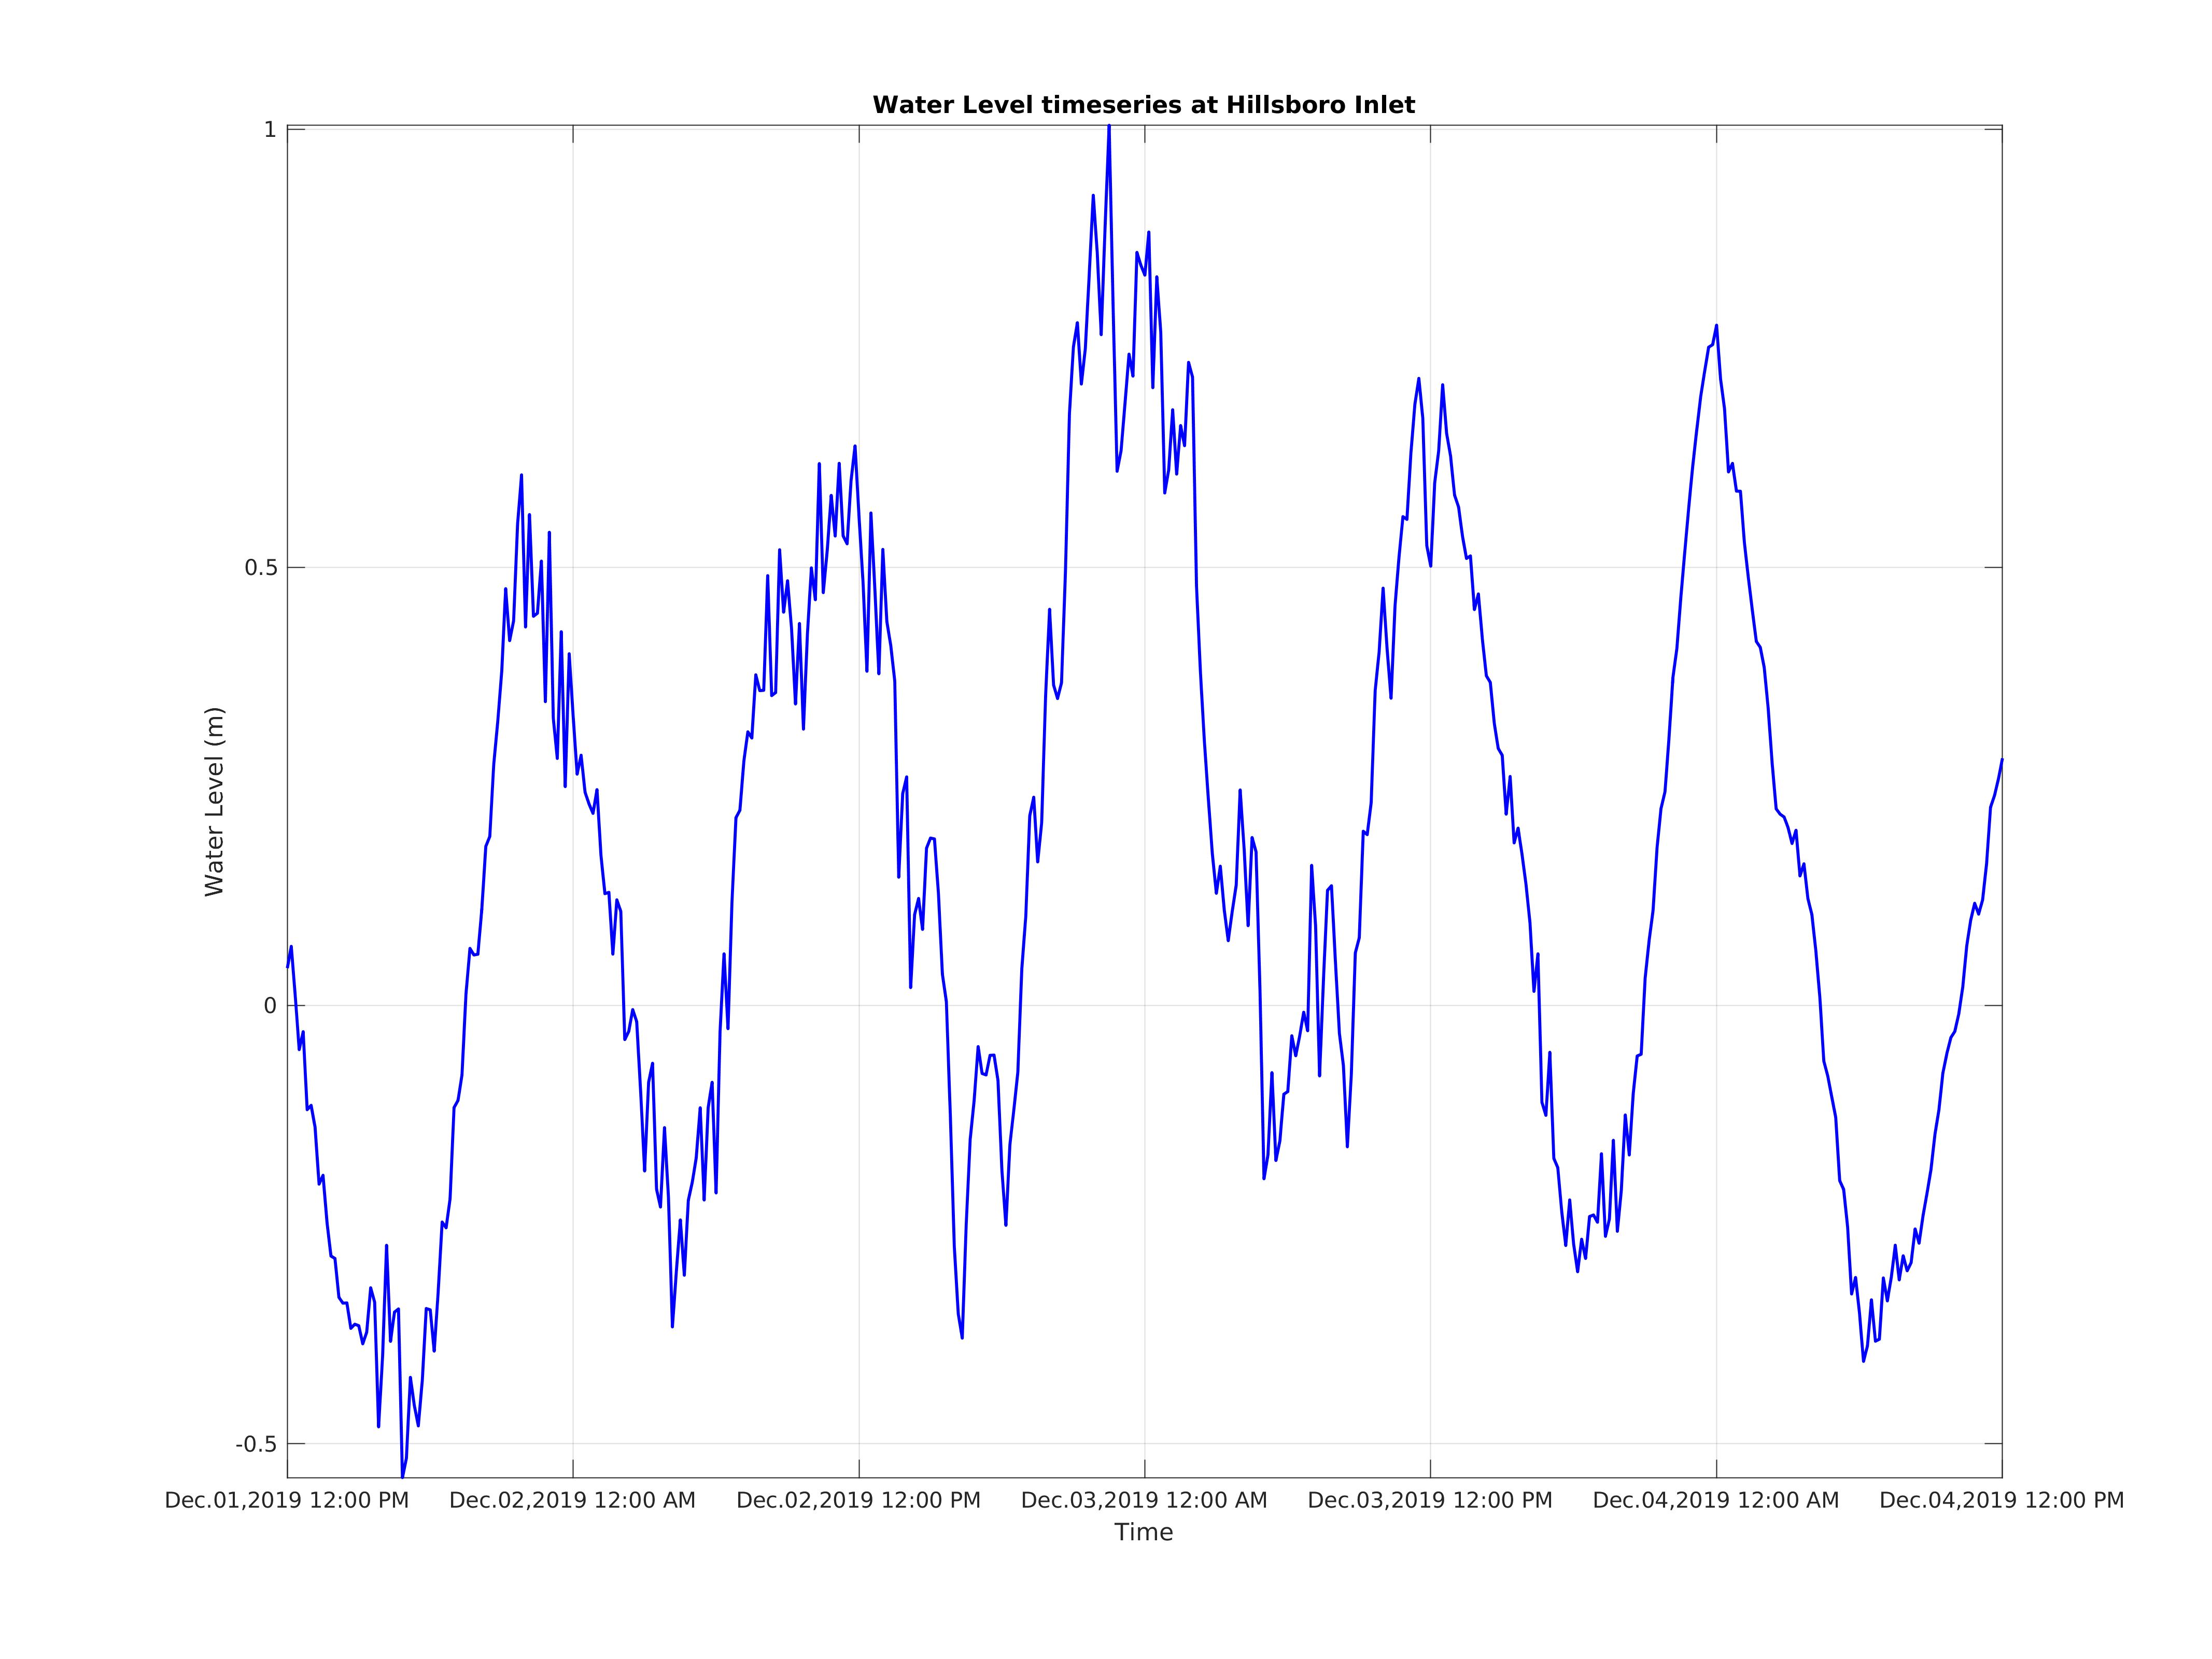 Water Level timeseries at Hillsboro Inlet
1
0.5
0
-0.5
Water Level (m)
Dec.01,2019 12:00 PM Dec.02,2019 12:00 AM Dec.02,2019 12:00 PM Dec.03,2019 12:00 AM Dec.03,2019 12:00 PM Dec.04,2019 12:00 AM Dec.04,2019 12:00 PM
Time